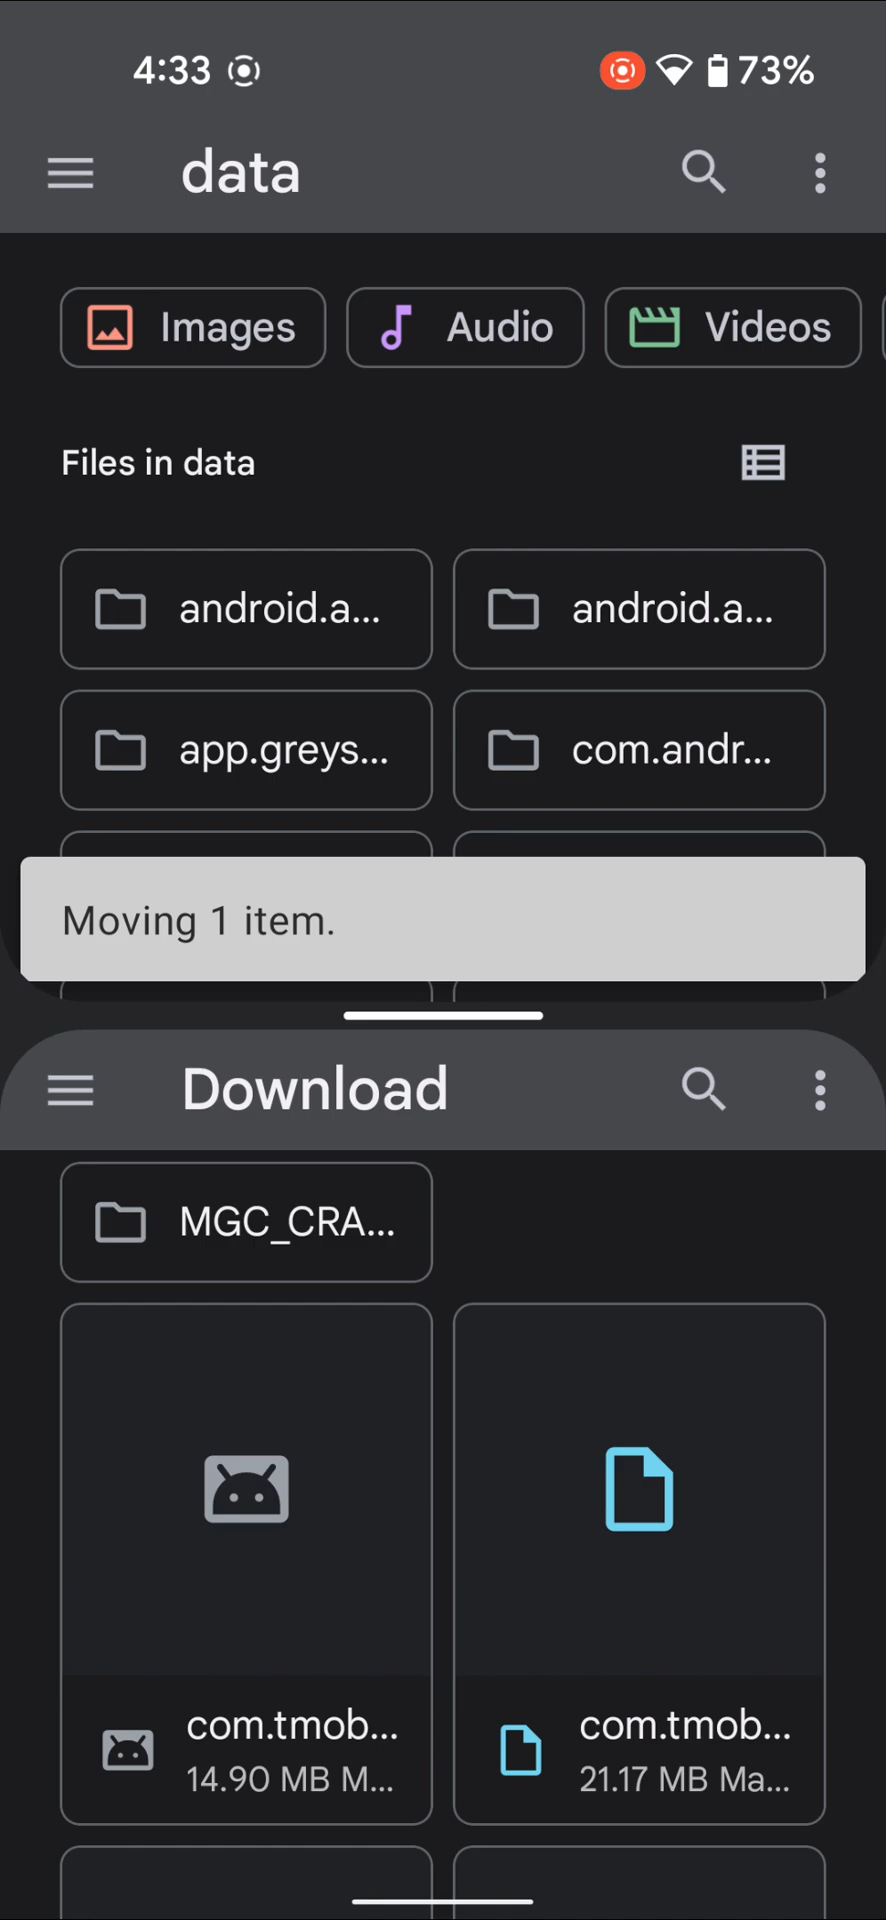 4:33 73%
data
Images Audio Videos
Files in data
android.a... android.a...
app.greys... com.andr...
Moving 1 item.
Download
MGC_CRA...
com.tmob... com.tmob...
14.90 MB M... 21.17 MB Ma...